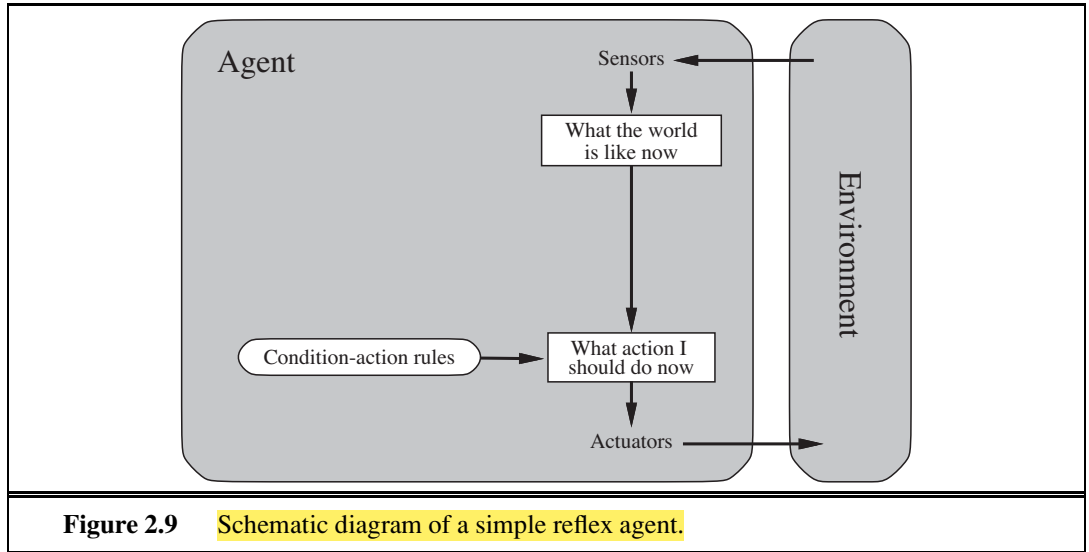 Agent
Sensors
What the world
is like now
Environment
Condition-action rules
What action I
should do now
Actuators
Figure 2.9 Schematic diagram of a simple reflex agent.